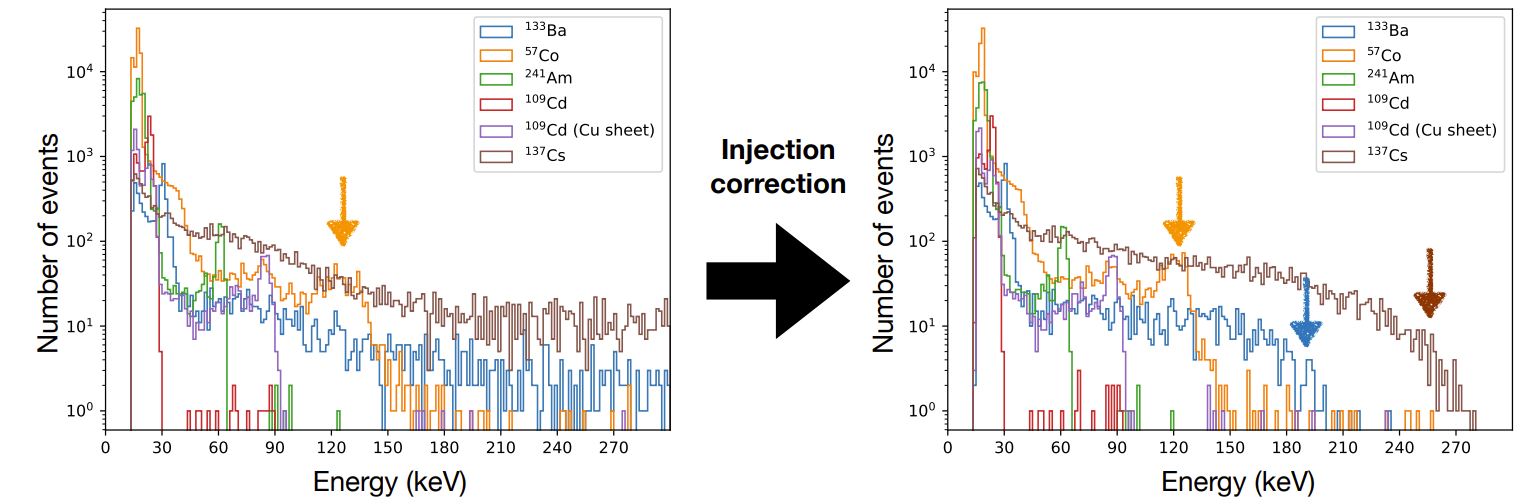 Number of events
10⁴
10³
10²
10¹
10⁰
¹³³Ba
⁵⁷Co
²⁴¹Am
¹⁰⁹Cd
¹⁰⁹Cd (Cu sheet)
¹³⁷Cs
0 30 60 90 120 150 180 210 240 270
Energy (keV)
Injection
correction
Number of events
10⁴
10³
10²
10¹
10⁰
¹³³Ba
⁵⁷Co
²⁴¹Am
¹⁰⁹Cd
¹⁰⁹Cd (Cu sheet)
¹³⁷Cs
0 30 60 90 120 150 180 210 240 270
Energy (keV)